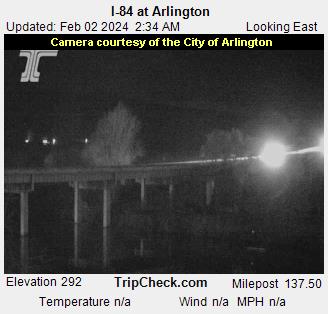 I-84 at Arlington
Updated: Feb 02 2024 2:34 AM Looking East
Camera courtesy of the City of Arlington
Elevation 292 TripCheck.com Milepost 137.50
Temperature n/a Wind n/a MPH n/a